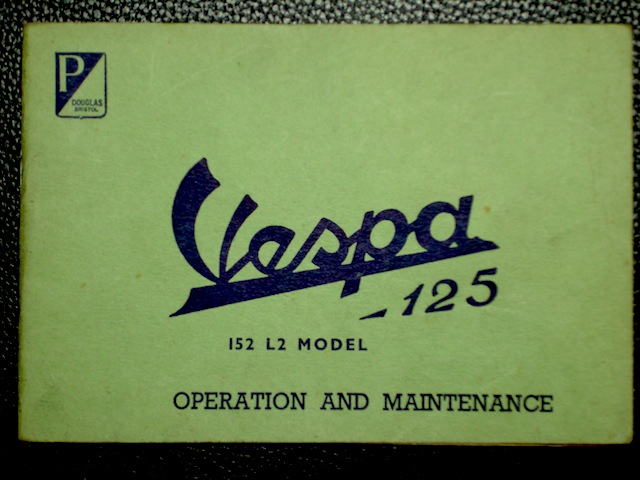 P
DOUGLAS
BRISTOL
Vespa
125
152 L2 MODEL
OPERATION AND MAINTENANCE